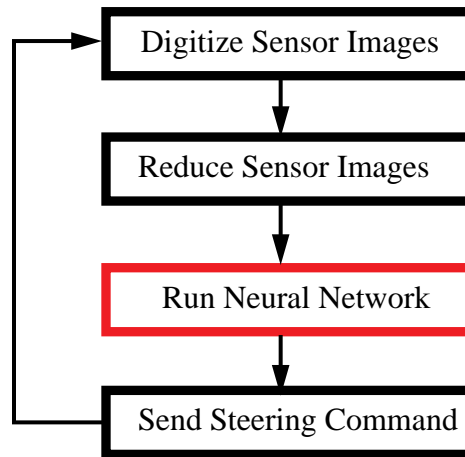 Digitize Sensor Images
Reduce Sensor Images
Run Neural Network
Send Steering Command